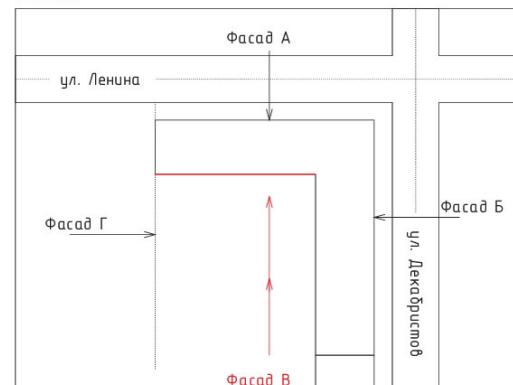 Фасад А
ул. Ленина
Фасад Б
Фасад Г
ул. Декабристов
Фасад В